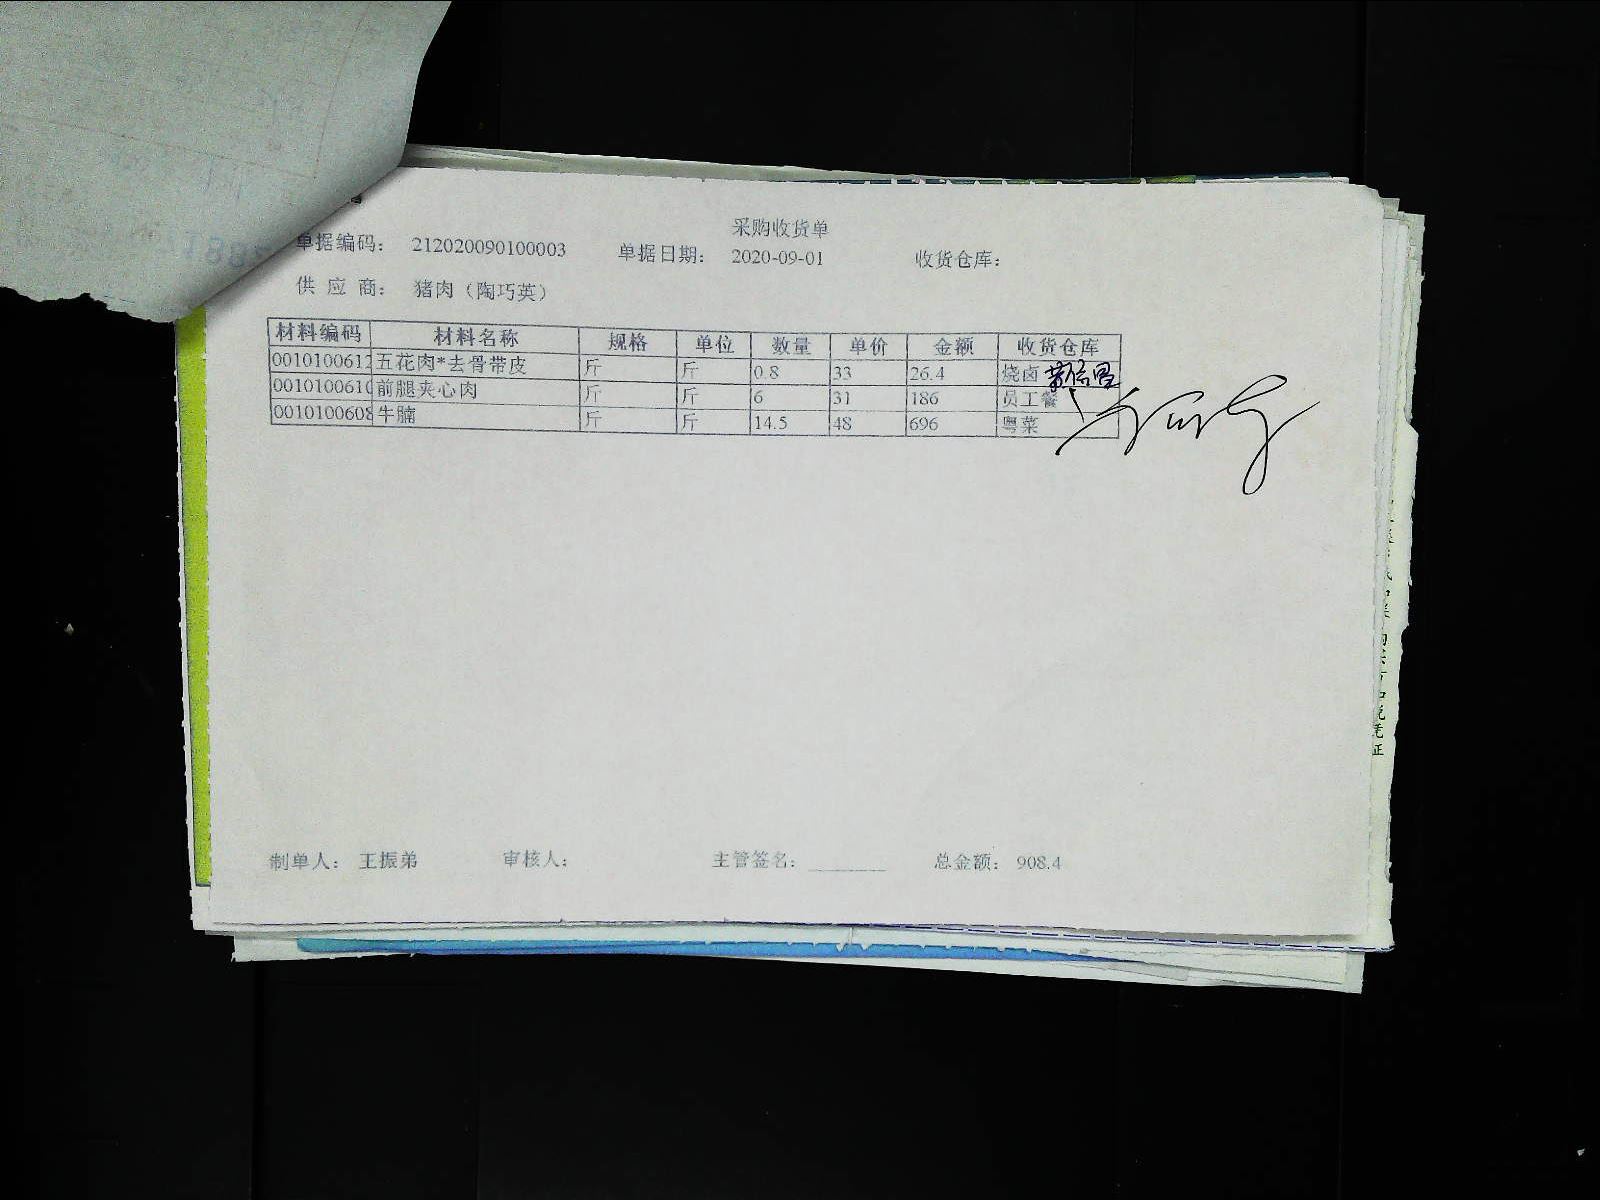 采购收货单
单据编码： 212020090100003 单据日期： 2020-09-01 收货仓库：
供 应 商： 猪肉（陶巧英）
材料编码 材料名称 规格 单位 数量 单价 金额 收货仓库
0010100612 五花肉*去骨带皮 斤 斤 0.8 33 26.4 烧卤
0010100610 前腿夹心肉 斤 斤 6 31 186 员工餐
0010100608 牛腩 斤 斤 14.5 48 696 粤菜
制单人： 王振弟 审核人： 主管签名： 总金额： 908.4